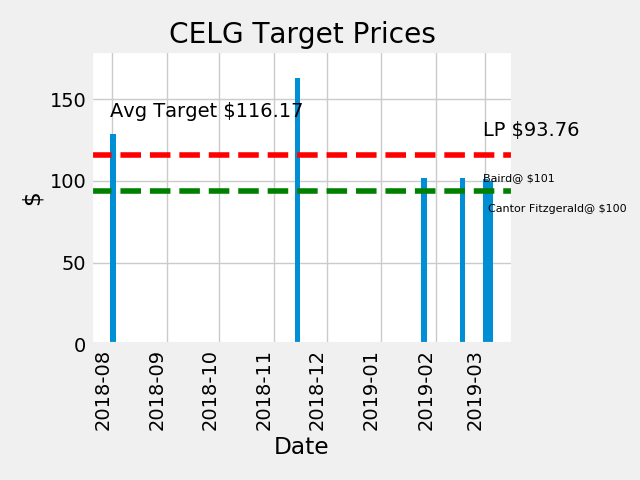 CELG Target Prices
Avg Target $116.17
LP $93.76
Baird@ $101
Cantor Fitzgerald@ $100
$
150
100
50
0
2018-08
2018-09
2018-10
2018-11
2018-12
2019-01
2019-02
2019-03
Date